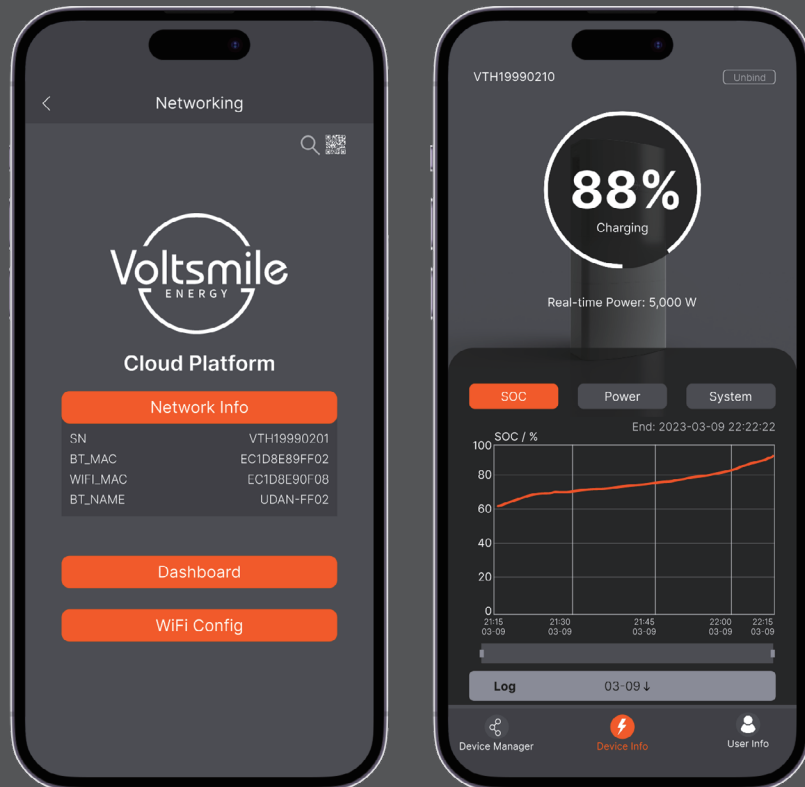 Networking
Voltsmile
ENERGY
Cloud Platform
Network Info
SN VTH19990201
BT_MAC EC1D8E89FF02
WIFI_MAC EC1D8E90F08
BT_NAME UDAN-FF02
Dashboard
WiFi Config
VTH19990210 Unbind
88%
Charging
Real-time Power: 5,000 W
SOC Power System
End: 2023-03-09 22:22:22
SOC / %
100
80
60
40
20
0
21:15 21:30 21:45 22:00 22:15
03-09 03-09 03-09 03-09 03-09
Log 03-09↓
Device Manager Device Info User Info